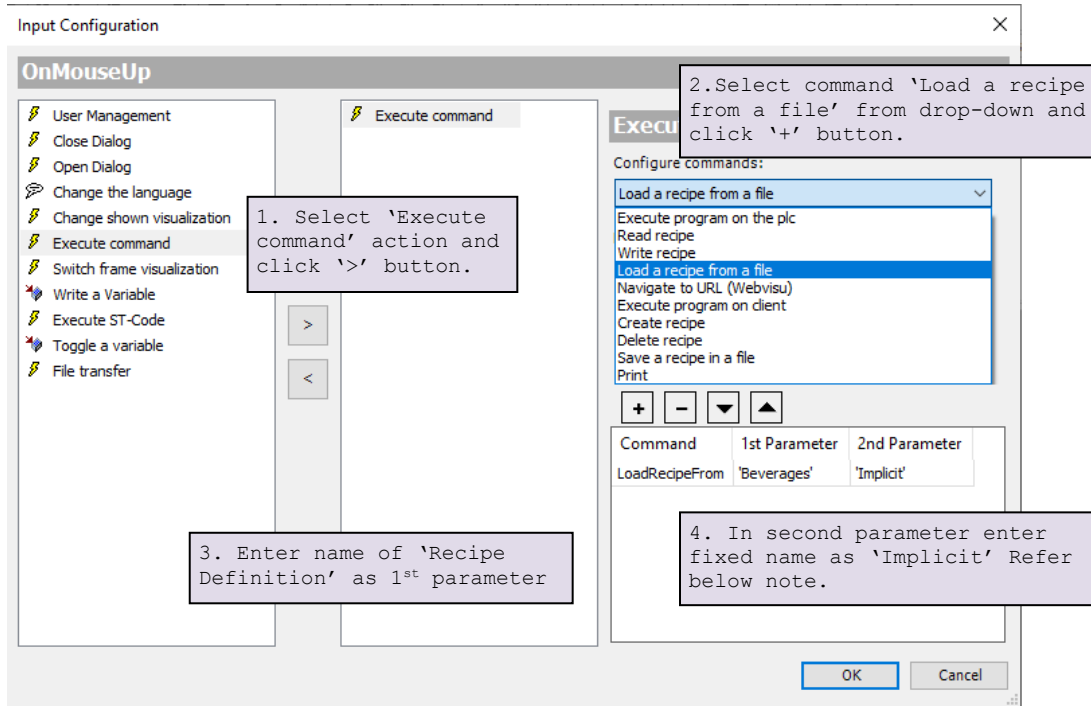 Input Configuration
OnMouseUp
2.Select command ‘Load a recipe
from a file’ from drop-down and
click ‘+’ button.
User Management
Close Dialog
Open Dialog
Change the language
Change shown visualization
Execute command
Switch frame visualization
Write a Variable
Execute ST-Code
Toggle a variable
File transfer
1. Select ‘Execute
command’ action and
click ‘>’ button.
>
<
Execute command
Configure commands:
Load a recipe from a file
Execute program on the plc
Read recipe
Write recipe
Load a recipe from a file
Navigate to URL (Webvisu)
Execute program on client
Create recipe
Delete recipe
Save a recipe in a file
Print
+ −
Command 1st Parameter 2nd Parameter
LoadRecipeFrom 'Beverages' 'Implicit'
3. Enter name of ‘Recipe
Definition’ as 1st parameter
4. In second parameter enter
fixed name as ‘Implicit’ Refer
below note.
OK Cancel